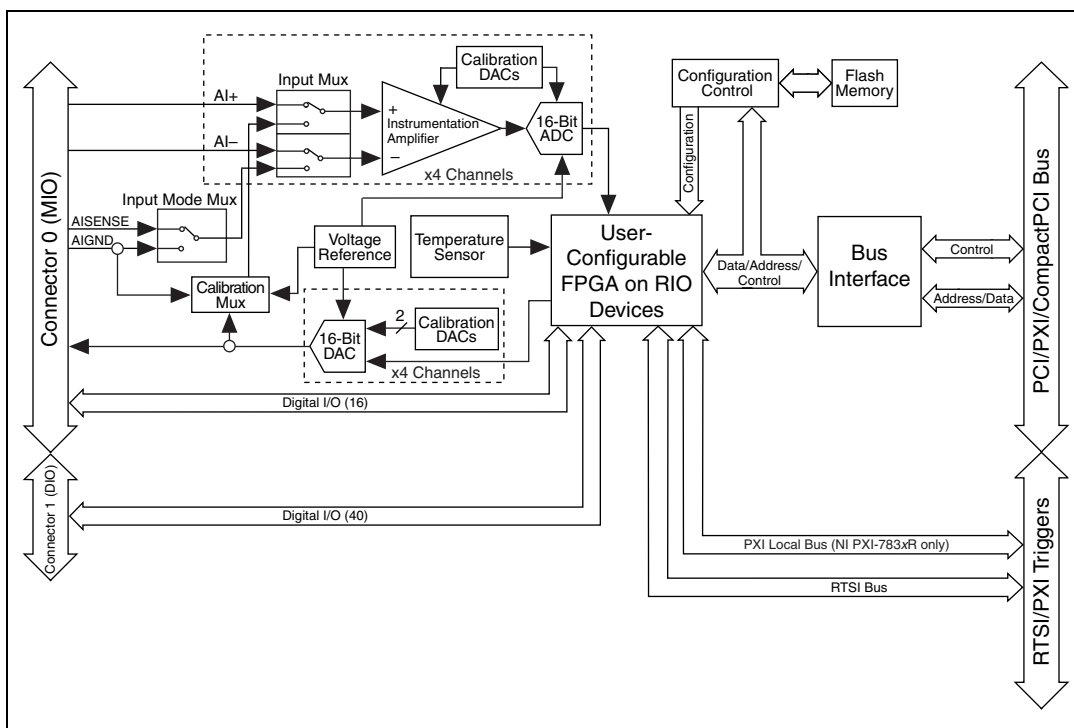 Calibration
DACs
Input Mux
AI+
+
Instrumentation
Amplifier
16-Bit
ADC
AI–
–
x4 Channels
Configuration
Control
Flash
Memory
Configuration
Connector 0 (MIO)
Input Mode Mux
AISENSE
AIGND
Voltage
Reference
Temperature
Sensor
User-
Configurable
FPGA on RIO
Devices
Data/Address/
Control
Bus
Interface
Control
Address/Data
PCI/PXI/CompactPCI Bus
Calibration
Mux
2
Calibration
DACs
16-Bit
DAC
x4 Channels
Digital I/O (16)
Connector 1 (DIO)
Digital I/O (40)
PXI Local Bus (NI PXI-783xR only)
RTSI Bus
RTSI/PXI Triggers